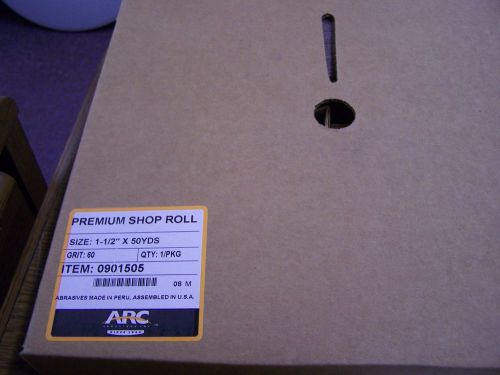 PREMIUM SHOP ROLL
SIZE: 1-1/2" X 50YDS
GRIT: 60 QTY: 1/PKG
ITEM: 0901505
08 M
ABRASIVES MADE IN PERU, ASSEMBLED IN U.S.A.
ARC